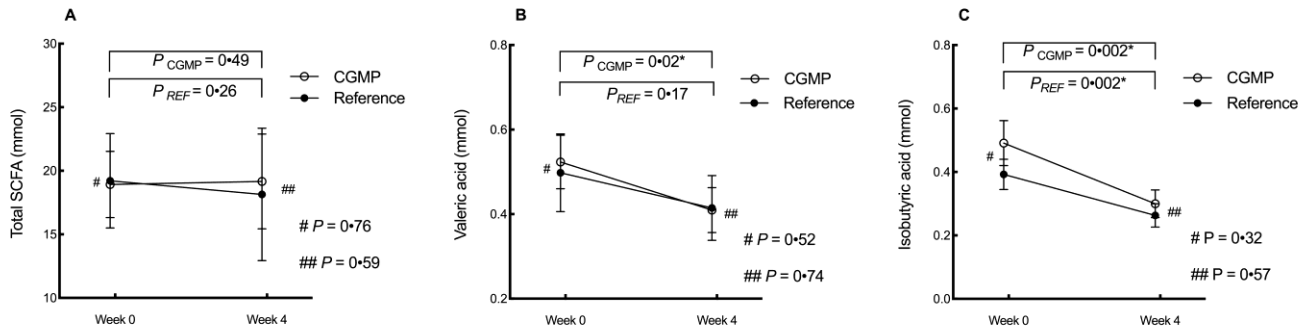 A
P CGMP = 0•49
P REF = 0•26
CGMP
Reference
Total SCFA (mmol)
30
25
20
15
10
#
##
# P = 0•76
## P = 0•59
Week 0
Week 4
B
P CGMP = 0•02*
P REF = 0•17
CGMP
Reference
Valeric acid (mmol)
0.8
0.6
0.4
0.2
#
##
# P = 0•52
## P = 0•74
Week 0
Week 4
C
P CGMP = 0•002*
P REF = 0•002*
CGMP
Reference
Isobutyric acid (mmol)
0.8
0.6
0.4
0.2
0.0
#
##
# P = 0•32
## P = 0•57
Week 0
Week 4